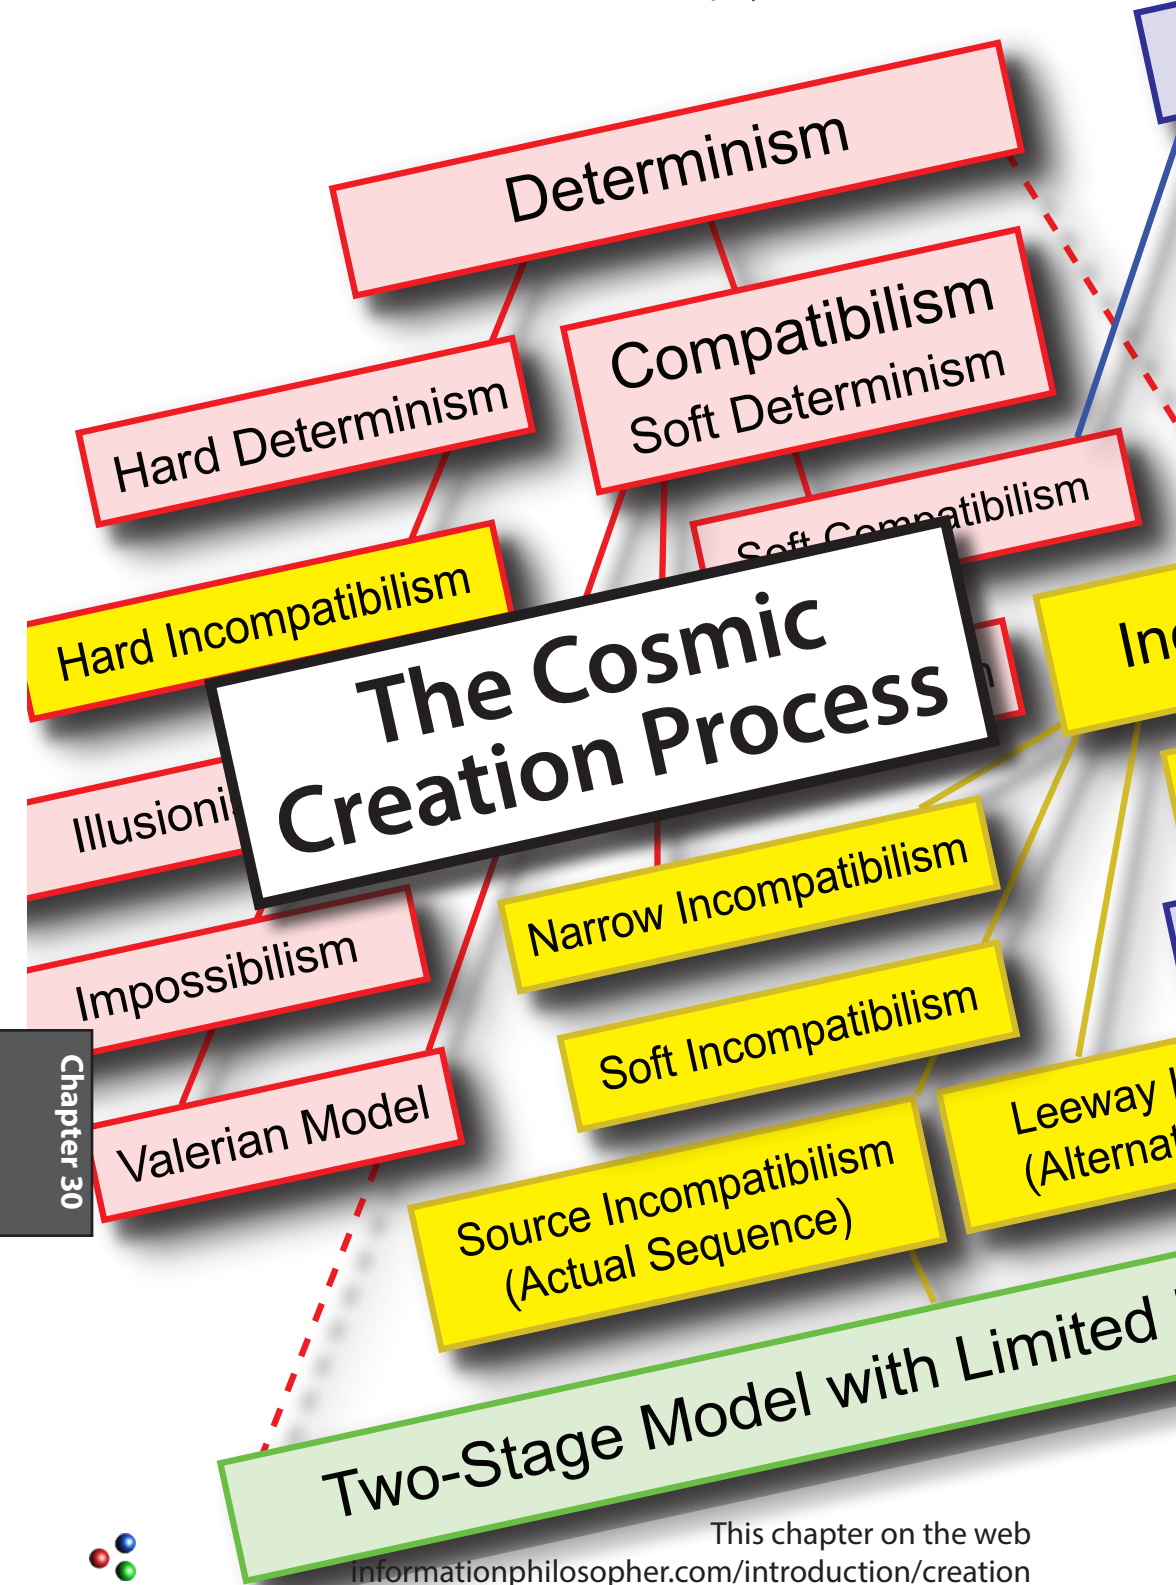 Determinism
Compatibilism
Soft Determinism
Hard Determinism
Soft Compatibilism
Hard Incompatibilism
The Cosmic
Creation Process
Narrow Incompatibilism
Impossibilism
Soft Incompatibilism
Chapter 30
Valerian Model
Leeway
Source Incompatibilism
(Actual Sequence)
Two-Stage Model with Limited
This chapter on the web
informationphilosopher.com/introduction/creation